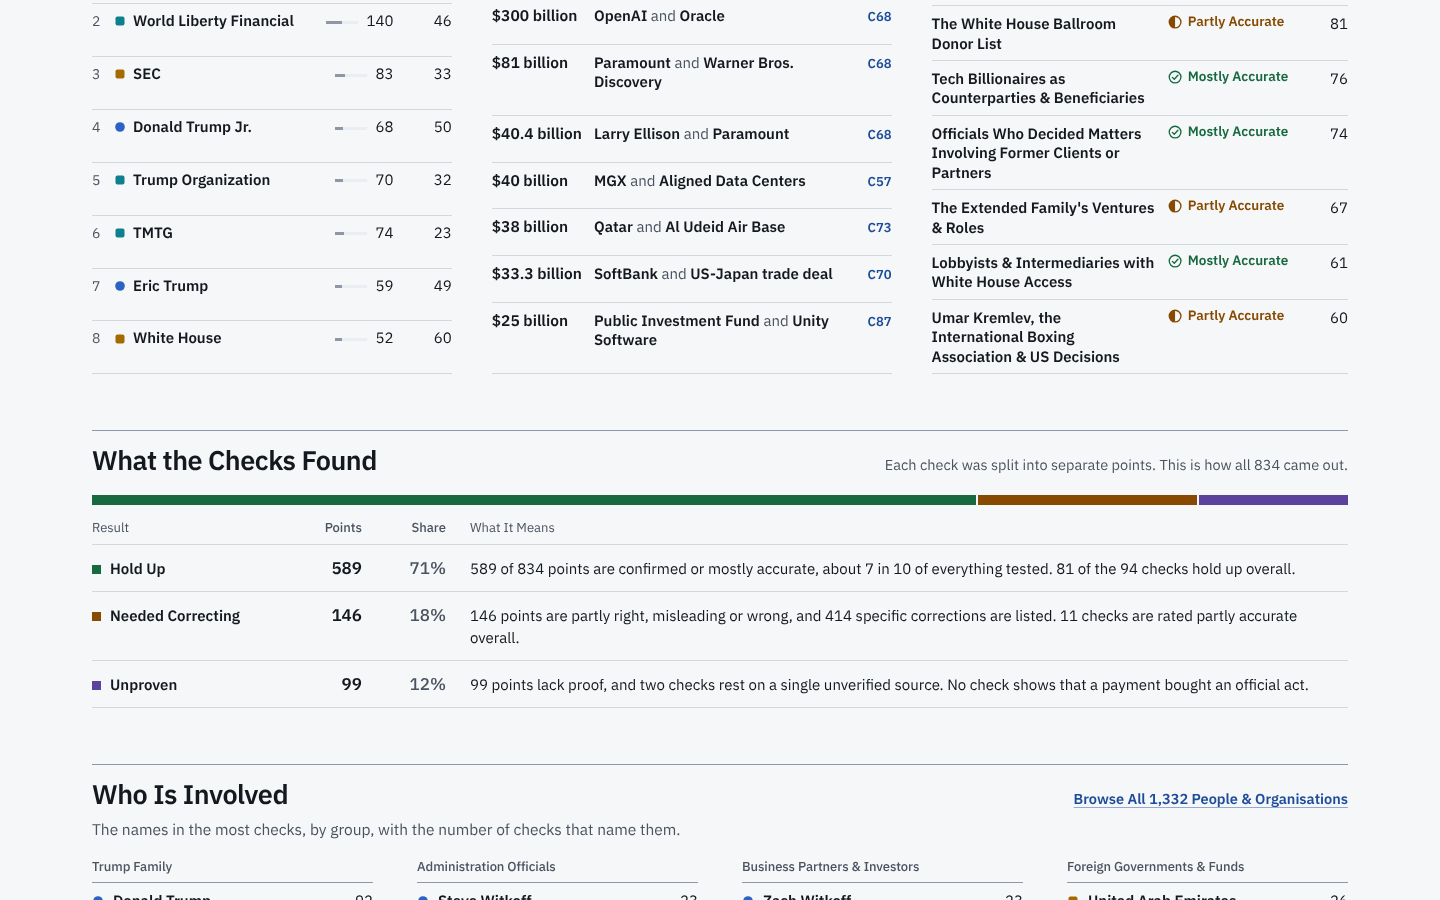 2 World Liberty Financial 140 46
3 SEC 83 33
4 Donald Trump Jr. 68 50
5 Trump Organization 70 32
6 TMTG 74 23
7 Eric Trump 59 49
8 White House 52 60
$300 billion OpenAI and Oracle C68
$81 billion Paramount and Warner Bros. C68
Discovery
$40.4 billion Larry Ellison and Paramount C68
$40 billion MGX and Aligned Data Centers C57
$38 billion Qatar and Al Udeid Air Base C73
$33.3 billion SoftBank and US-Japan trade deal C70
$25 billion Public Investment Fund and Unity C87
Software
The White House Ballroom Partly Accurate 81
Donor List
Tech Billionaires as Mostly Accurate 76
Counterparties & Beneficiaries
Officials Who Decided Matters Mostly Accurate 74
Involving Former Clients or
Partners
The Extended Family's Ventures Partly Accurate 67
& Roles
Lobbyists & Intermediaries with Mostly Accurate 61
White House Access
Umar Kremlev, the Partly Accurate 60
International Boxing
Association & US Decisions
What the Checks Found
Each check was split into separate points. This is how all 834 came out.
Result Points Share What It Means
Hold Up 589 71% 589 of 834 points are confirmed or mostly accurate, about 7 in 10 of everything tested. 81 of the 94 checks hold up overall.
Needed Correcting 146 18% 146 points are partly right, misleading or wrong, and 414 specific corrections are listed. 11 checks are rated partly accurate
overall.
Unproven 99 12% 99 points lack proof, and two checks rest on a single unverified source. No check shows that a payment bought an official act.
Who Is Involved
Browse All 1,332 People & Organisations
The names in the most checks, by group, with the number of checks that name them.
Trump Family Administration Officials Business Partners & Investors Foreign Governments & Funds
Donald Trump 92 Steve Witkoff 23 Zach Witkoff 23 United Arab Emirates 26